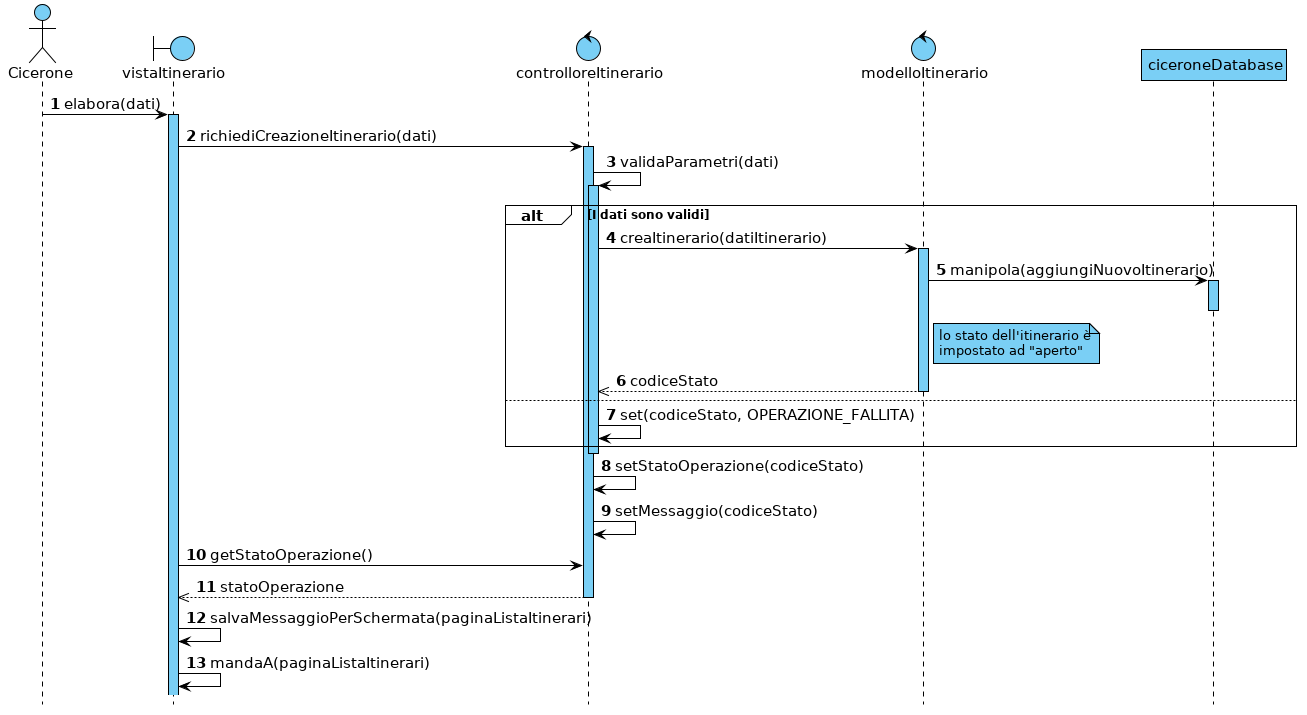 Cicerone
vistaItinerario
controlloreItinerario
modelloItinerario
ciceroneDatabase
1 elabora(dati)
2 richiediCreazioneItinerario(dati)
3 validaParametri(dati)
alt [I dati sono validi]
4 creaItinerario(datiItinerario)
5 manipola(aggiungiNuovoItinerario)
lo stato dell'itinerario è
impostato ad "aperto"
6 codiceStato
7 set(codiceStato, OPERAZIONE_FALLITA)
8 setStatoOperazione(codiceStato)
9 setMessaggio(codiceStato)
10 getStatoOperazione()
11 statoOperazione
12 salvaMessaggioPerSchermata(paginaListaItinerari)
13 mandaA(paginaListaItinerari)